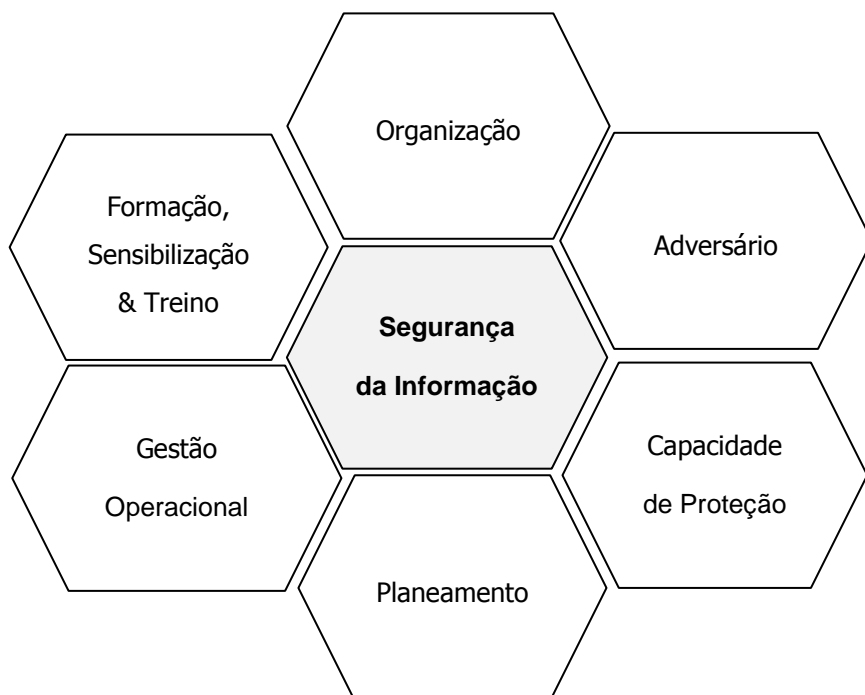 Organização
Formação,
Sensibilização
& Treino
Adversário
Segurança
da Informação
Gestão
Operacional
Capacidade
de Proteção
Planeamento